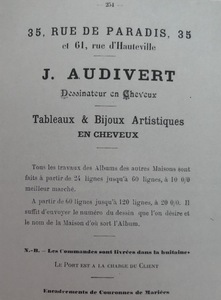 — 354 —
35, RUE DE PARADIS, 35
et 61, rue d'Hauteville
J. AUDIVERT
Dessinateur en Cheveux
Tableaux & Bijoux Artistiques
EN CHEVEUX
Tous les travaux des Albums des autres Maisons sont
faits à partir de 24 lignes jusqu'à 60 lignes, à 10 0/0
meilleur marché.
A partir de 60 lignes jusqu'à 120 lignes, à 20 0/0. Il
suffit d'envoyer le numéro du dessin que l'on désire et
le nom de la Maison d'où sort l'Album.
N.-B. — Les Commandes sont livrées dans la huitaine
LE PORT EST A LA CHARGE DU CLIENT
Encadrements de Couronnes de Mariées